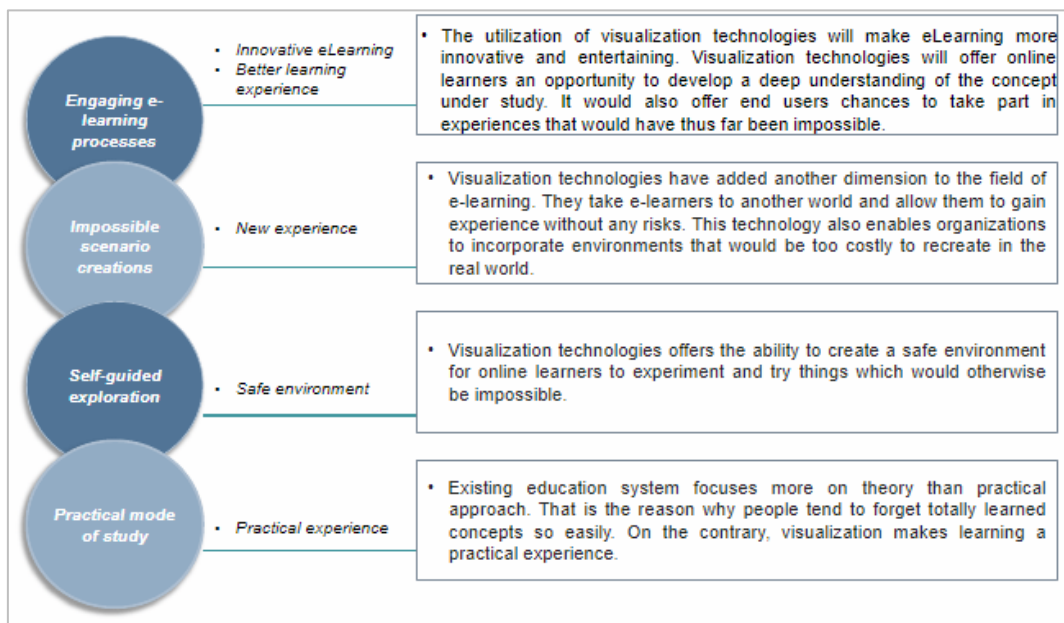 Engaging e-
learning
processes
• Innovative eLearning
• Better learning
experience
• The utilization of visualization technologies will make eLearning more
innovative and entertaining. Visualization technologies will offer online
learners an opportunity to develop a deep understanding of the concept
under study. It would also offer end users chances to take part in
experiences that would have thus far been impossible.
Impossible
scenario
creations
• New experience
• Visualization technologies have added another dimension to the field of
e-learning. They take e-learners to another world and allow them to gain
experience without any risks. This technology also enables organizations
to incorporate environments that would be too costly to recreate in the
real world.
Self-guided
exploration
• Safe environment
• Visualization technologies offers the ability to create a safe environment
for online learners to experiment and try things which would otherwise
be impossible.
Practical mode
of study
• Practical experience
• Existing education system focuses more on theory than practical
approach. That is the reason why people tend to forget totally learned
concepts so easily. On the contrary, visualization makes learning a
practical experience.